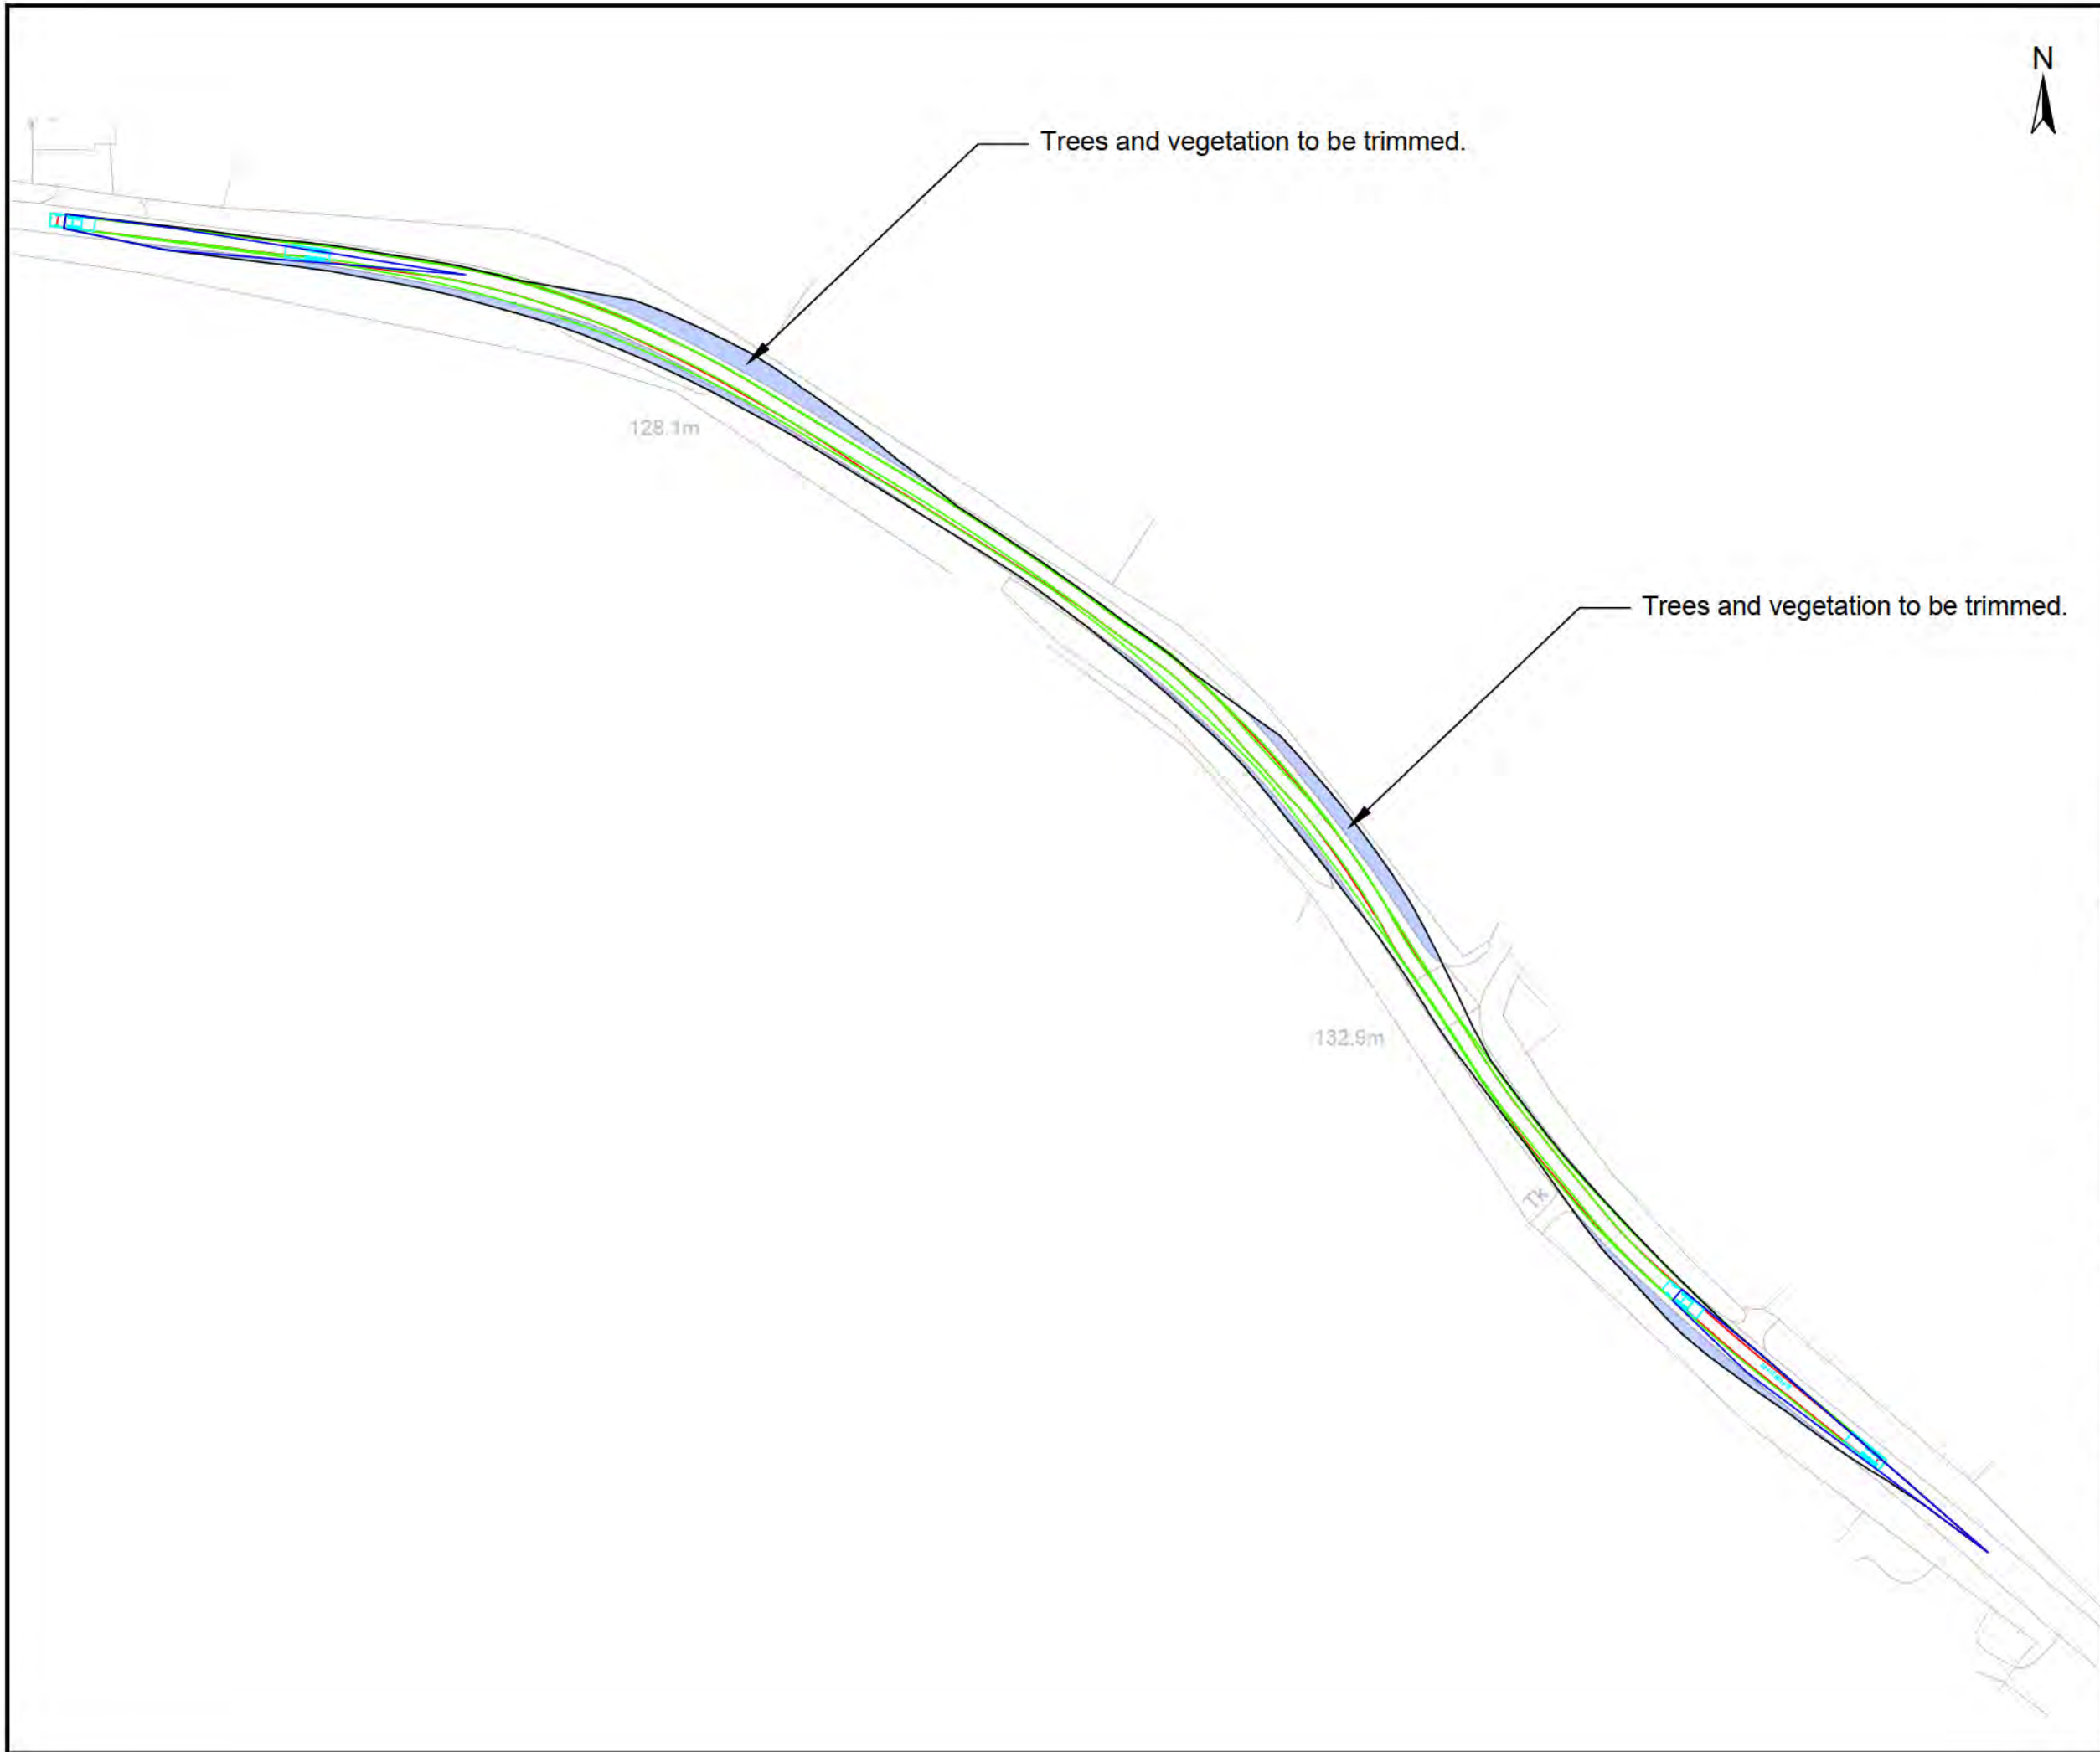 N
Trees and vegetation to be trimmed.
128.1m
Trees and vegetation to be trimmed.
132.9m
Tk